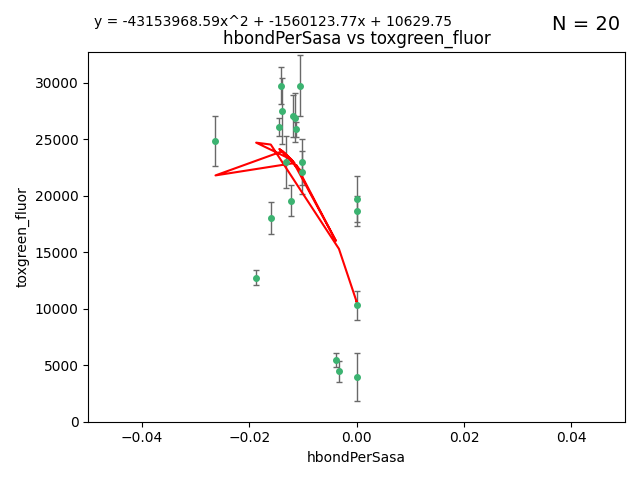 y = -43153968.59x^2 + -1560123.77x + 10629.75
N = 20
hbondPerSasa vs toxgreen_fluor
30000
25000
20000
15000
10000
5000
0
toxgreen_fluor
−0.04
−0.02
0.00
0.02
0.04
hbondPerSasa